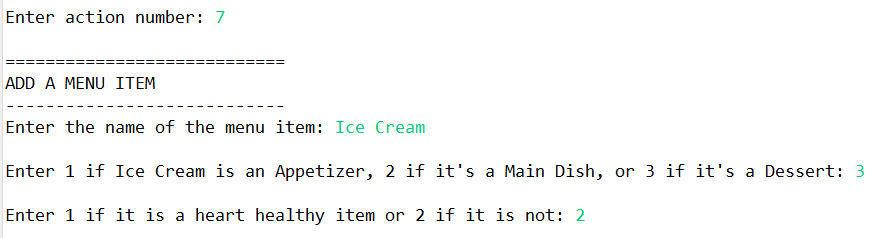 Enter action number: 7
============================
ADD A MENU ITEM
----------------------------
Enter the name of the menu item: Ice Cream
Enter 1 if Ice Cream is an Appetizer, 2 if it's a Main Dish, or 3 if it's a Dessert: 3
Enter 1 if it is a heart healthy item or 2 if it is not: 2